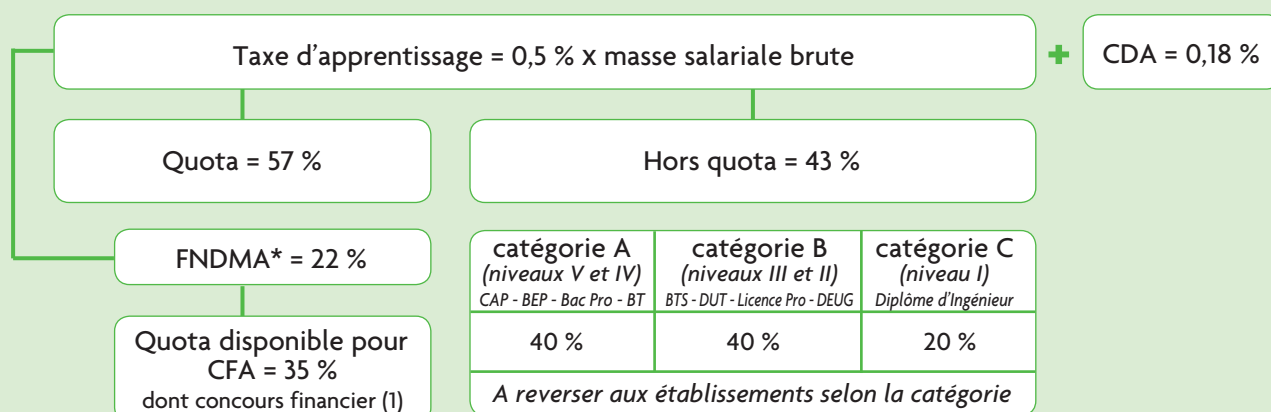 Taxe d'apprentissage = 0,5 % x masse salariale brute
+
CDA = 0,18 %
Quota = 57 %
Hors quota = 43 %
FNDMA* = 22 %
Quota disponible pour
CFA = 35 %
dont concours financier (1)
catégorie A
(niveaux V et IV)
CAP - BEP - Bac Pro - BT
catégorie B
(niveaux III et II)
BTS - DUT - Licence Pro - DEUG
catégorie C
(niveau I)
Diplôme d'Ingénieur
40 %
40 %
20 %
A reverser aux établissements selon la catégorie